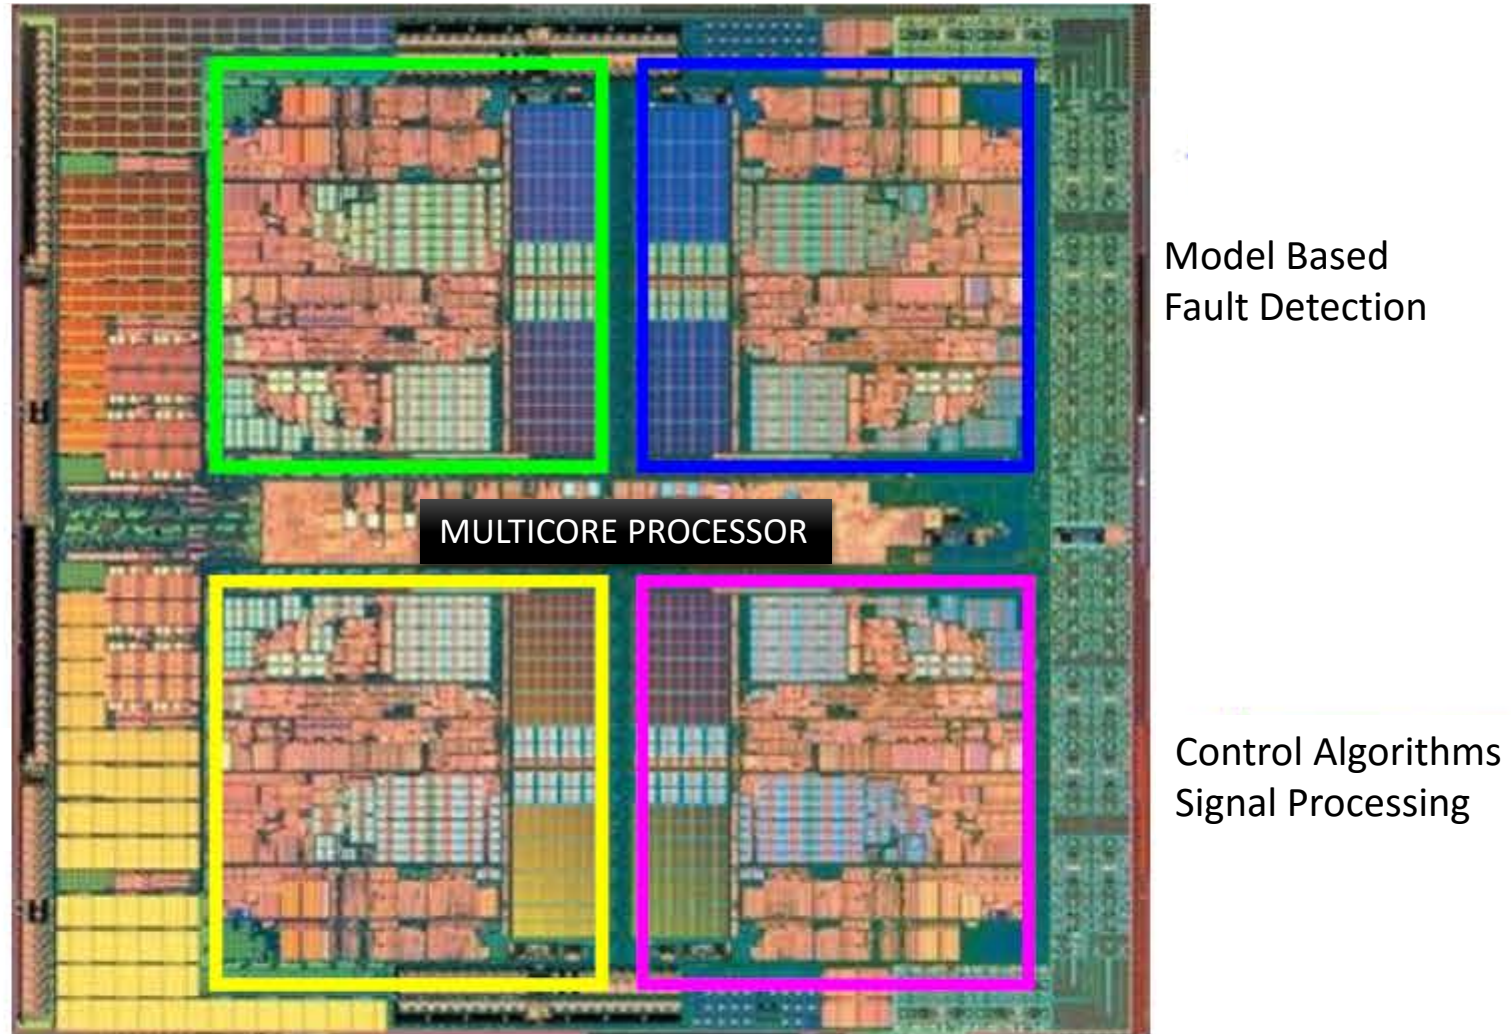 Model Based
Fault Detection
MULTICORE PROCESSOR
Control Algorithms
Signal Processing